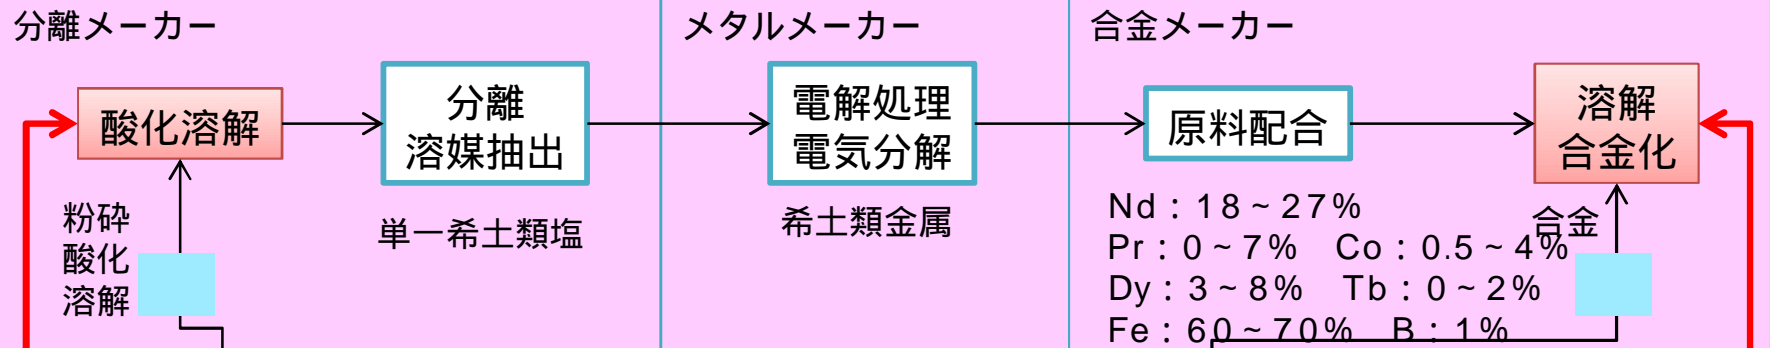 分離メーカー
酸化溶解
分離
溶媒抽出
粉砕
酸化
溶解
単一希土類塩
メタルメーカー
電解処理
電気分解
希土類金属
合金メーカー
原料配合
溶解
合金化
Nd：18～27%
Pr：0～7%　Co：0.5～4%
Dy：3～8%　Tb：0～2%
Fe：60～70%　B：1%
合金